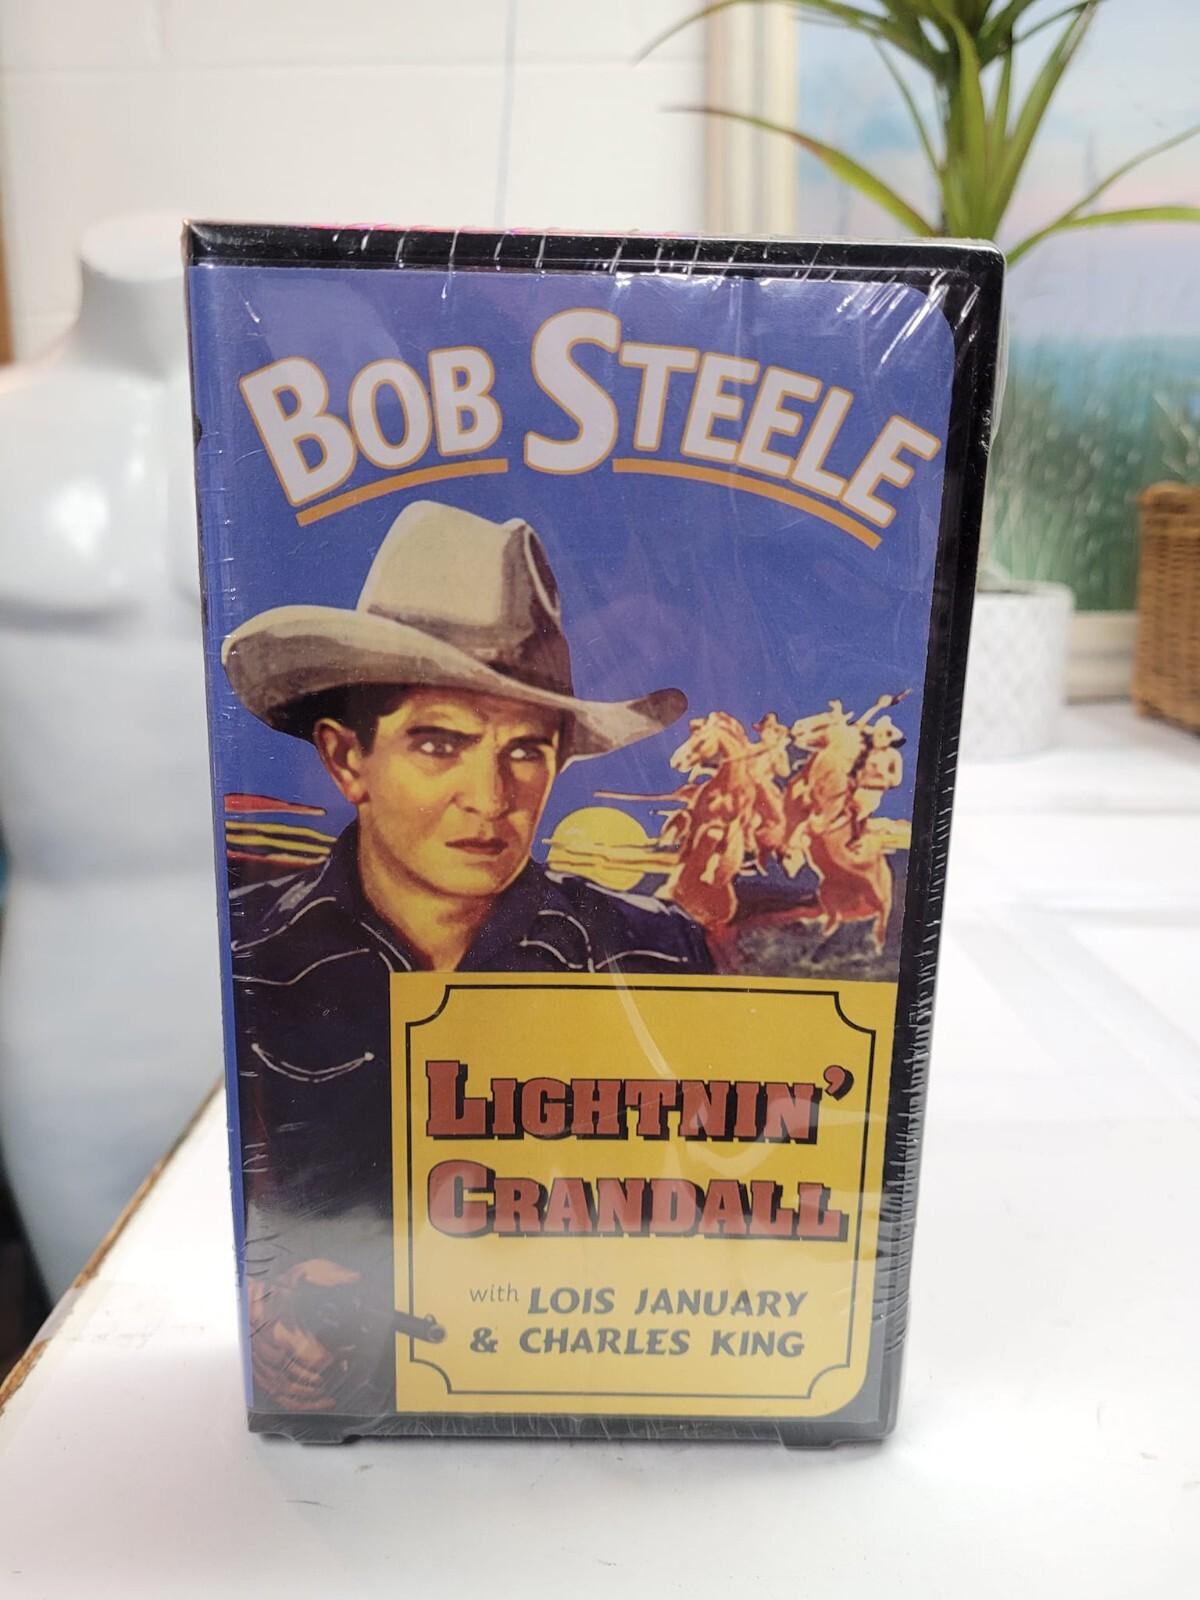 BOB STEELE
LIGHTNIN'
CRANDALL
with LOIS JANUARY
& CHARLES KING